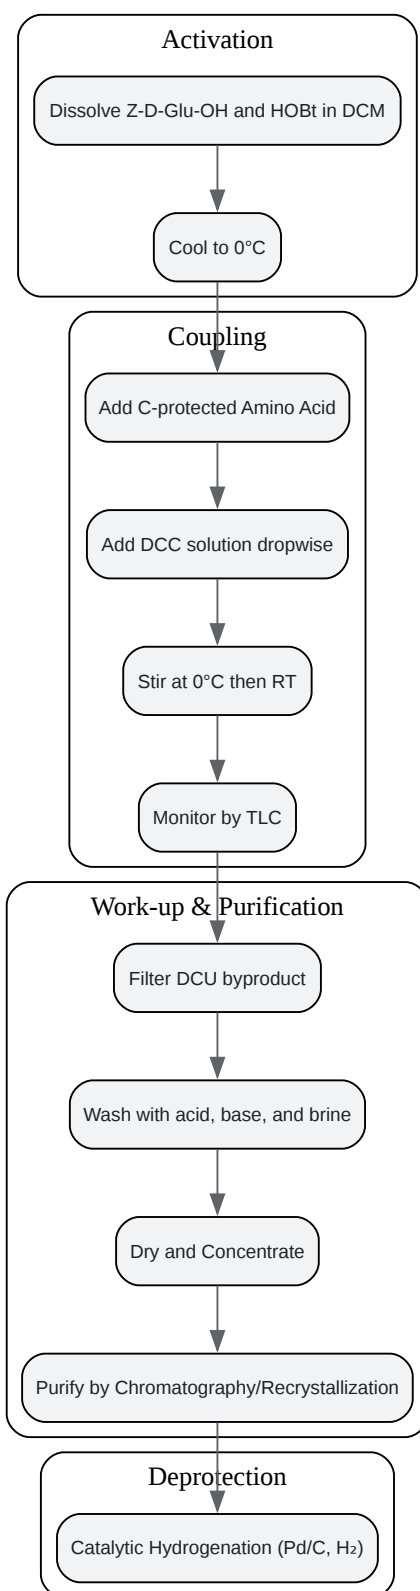 Activation
Dissolve Z-D-Glu-OH and HOBt in DCM
Cool to 0°C
Coupling
Add C-protected Amino Acid
Add DCC solution dropwise
Stir at 0°C then RT
Monitor by TLC
Work-up & Purification
Filter DCU byproduct
Wash with acid, base, and brine
Dry and Concentrate
Purify by Chromatography/Recrystallization
Deprotection
Catalytic Hydrogenation (Pd/C, H₂)